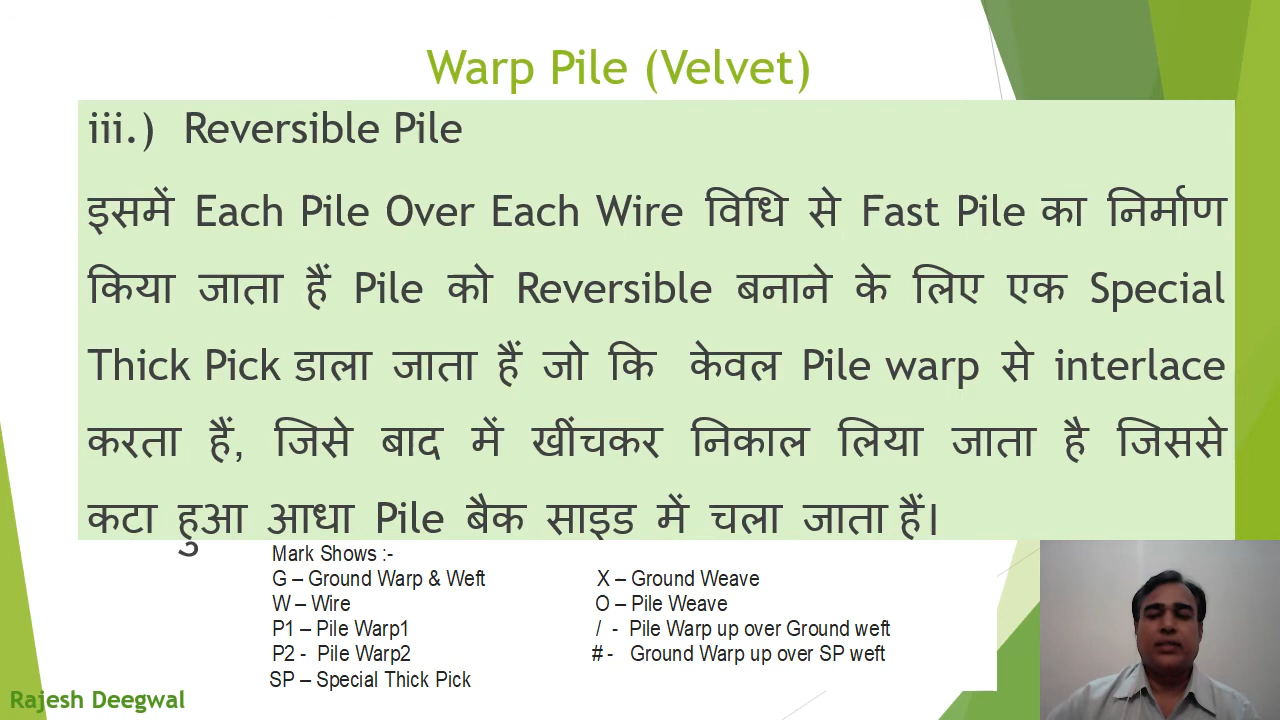 Warp Pile (Velvet)
iii.) Reversible Pile
इसमें Each Pile Over Each Wire विधि से Fast Pile का निर्माण
किया जाता हैं Pile को Reversible बनाने के लिए एक Special
Thick Pick डाला जाता हैं जो कि केवल Pile warp से interlace
करता हैं, जिसे बाद में खींचकर निकाल लिया जाता है जिससे
कटा हुआ आधा Pile बैक साइड में चला जाता हैं।
Mark Shows :-
G – Ground Warp & Weft
W – Wire
P1 – Pile Warp1
P2 - Pile Warp2
SP – Special Thick Pick
X – Ground Weave
O – Pile Weave
/ - Pile Warp up over Ground weft
# - Ground Warp up over SP weft
Rajesh Deegwal